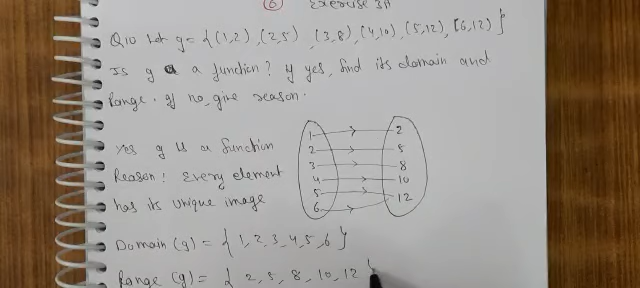 6 Exercise 3A
Q10 Let g = { (1,2), (2,5), (3,8), (4,10), (5,12), (6,12) }
Is g a function? If yes, find its domain and
Range. If no, give reason.
Yes g is a function
Reason: Every element
has its unique image
1 2
2 5
3 8
4 10
5 12
6
Domain (g) = { 1, 2, 3, 4, 5, 6 }
Range (g) = { 2, 5, 8, 10, 12 }